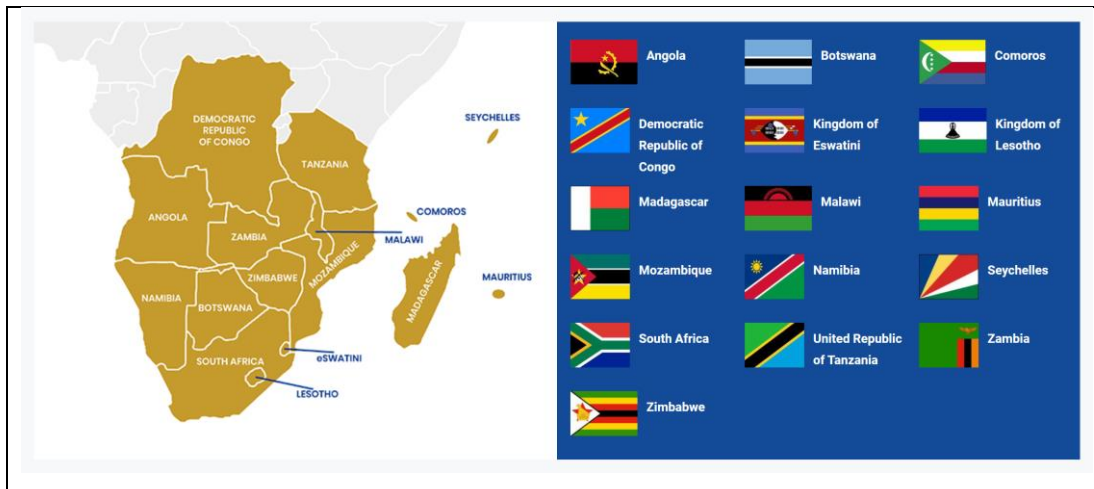 DEMOCRATIC
REPUBLIC
OF CONGO
SEYCHELLES
TANZANIA
COMOROS
ANGOLA
ZAMBIA
MALAWI
MOZAMBIQUE
ZIMBABWE
MADAGASCAR
MAURITIUS
NAMIBIA
BOTSWANA
SOUTH AFRICA
eSWATINI
LESOTHO
Angola
Botswana
Comoros
Democratic
Republic of
Congo
Kingdom of
Eswatini
Kingdom of
Lesotho
Madagascar
Malawi
Mauritius
Mozambique
Namibia
Seychelles
South Africa
United Republic
of Tanzania
Zambia
Zimbabwe